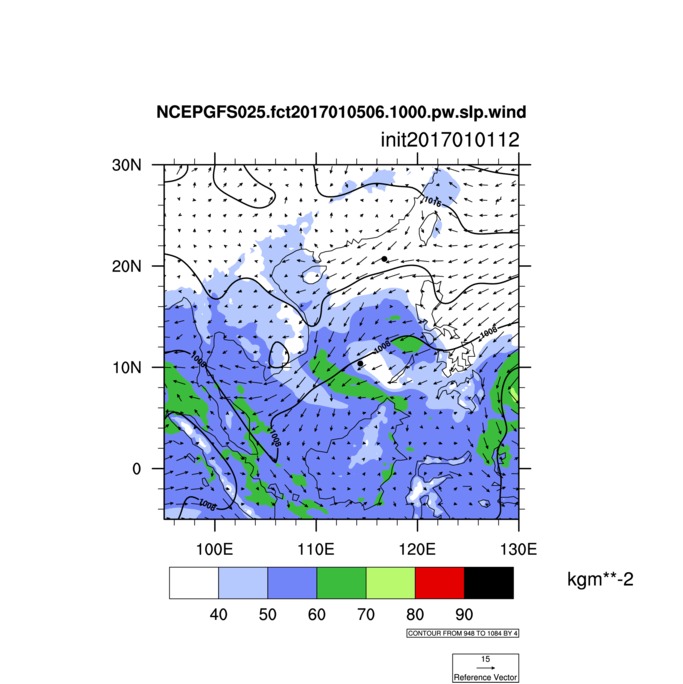 NCEPGFS025.fct2017010506.1000.pw.slp.wind
init2017010112
30N
1016
20N
1008
1008
10N
1008
1008
0
1008
100E 110E 120E 130E
kgm**-2
40 50 60 70 80 90
CONTOUR FROM 948 TO 1084 BY 4
15
Reference Vector